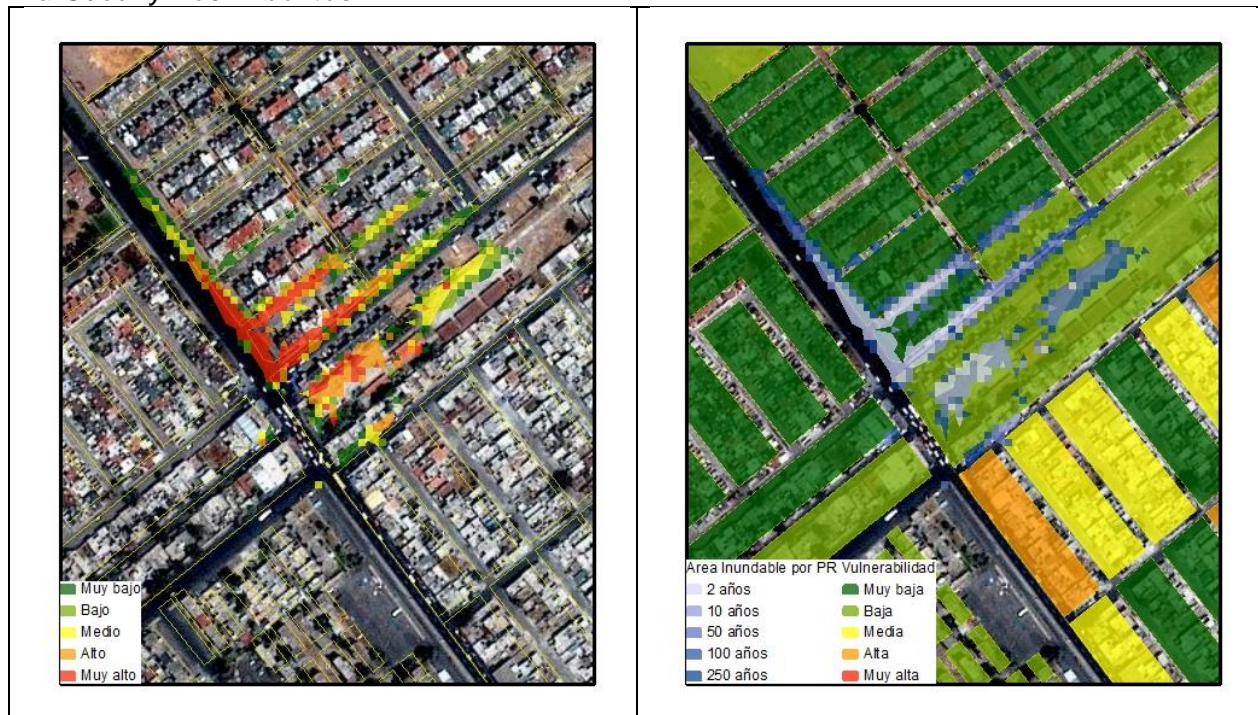 Muy bajo
Bajo
Medio
Alto
Muy alto
Area Inundable por PR Vulnerabilidad
2 años Muy baja
10 años Baja
50 años Media
100 años Alta
250 años Muy alta